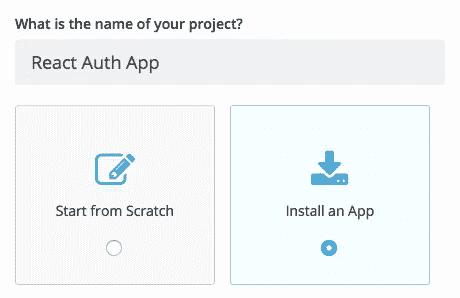 What is the name of your project?
React Auth App
Start from Scratch
Install an App